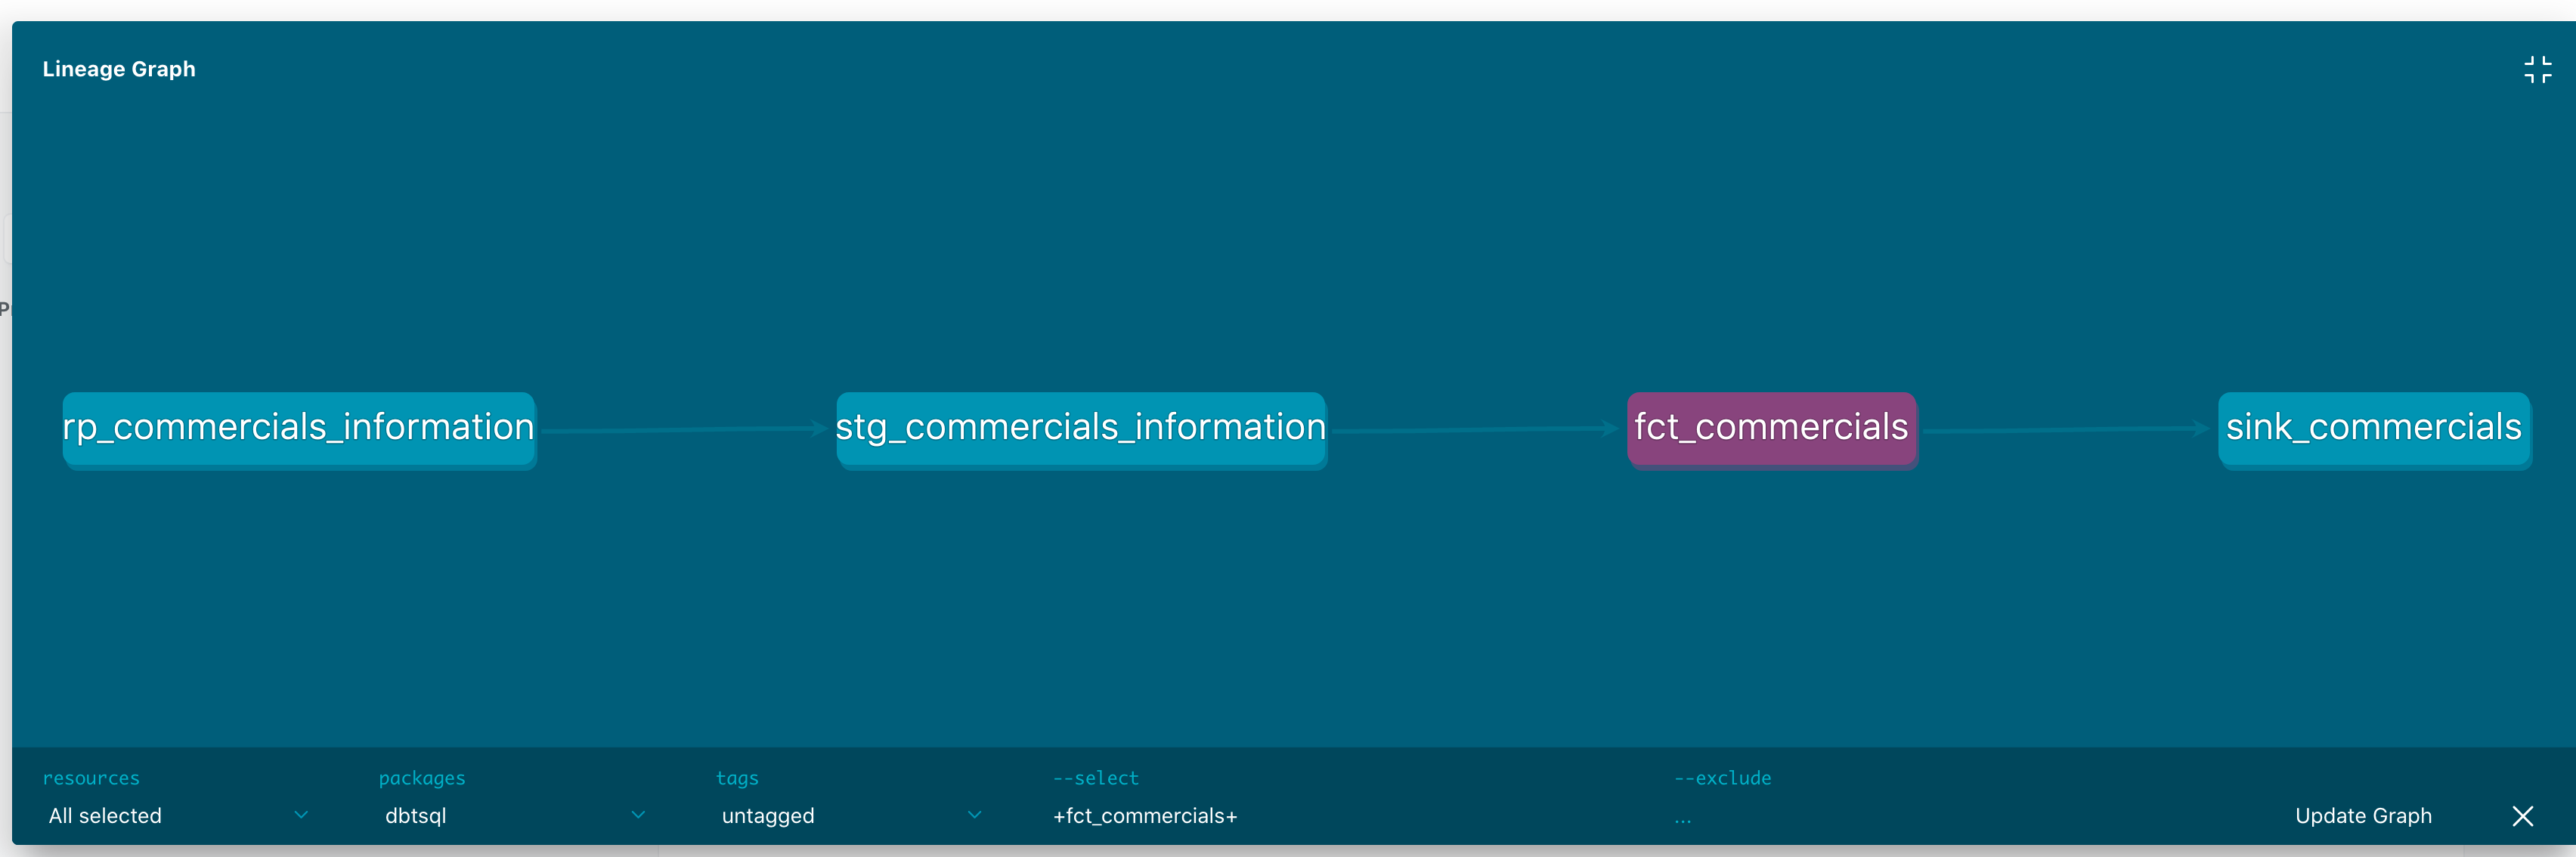 Lineage Graph
rp_commercials_information
stg_commercials_information
fct_commercials
sink_commercials
resources
packages
tags
--select
--exclude
All selected
dbtsql
untagged
+fct_commercials+
...
Update Graph